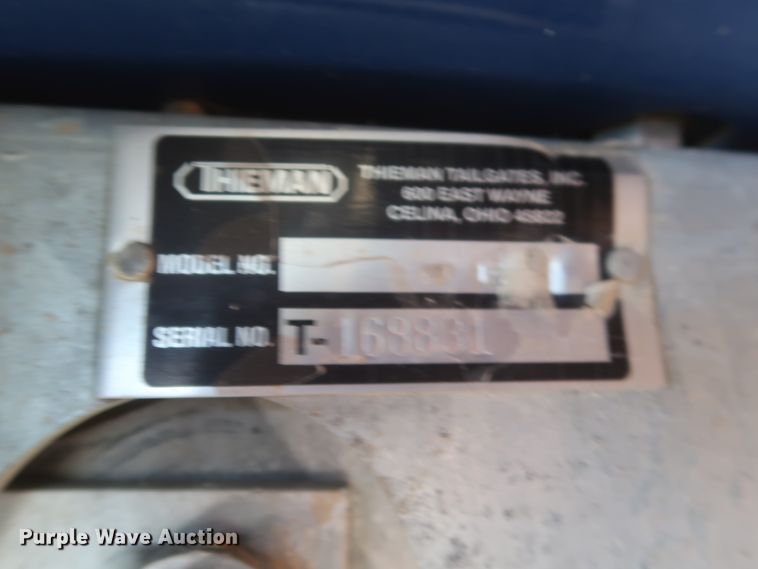 THIEMAN
THIEMAN TAILGATES, INC.
600 EAST WAYNE
CELINA, OHIO 45822
MODEL NO.
SERIAL NO. T-168831
Purple Wave Auction